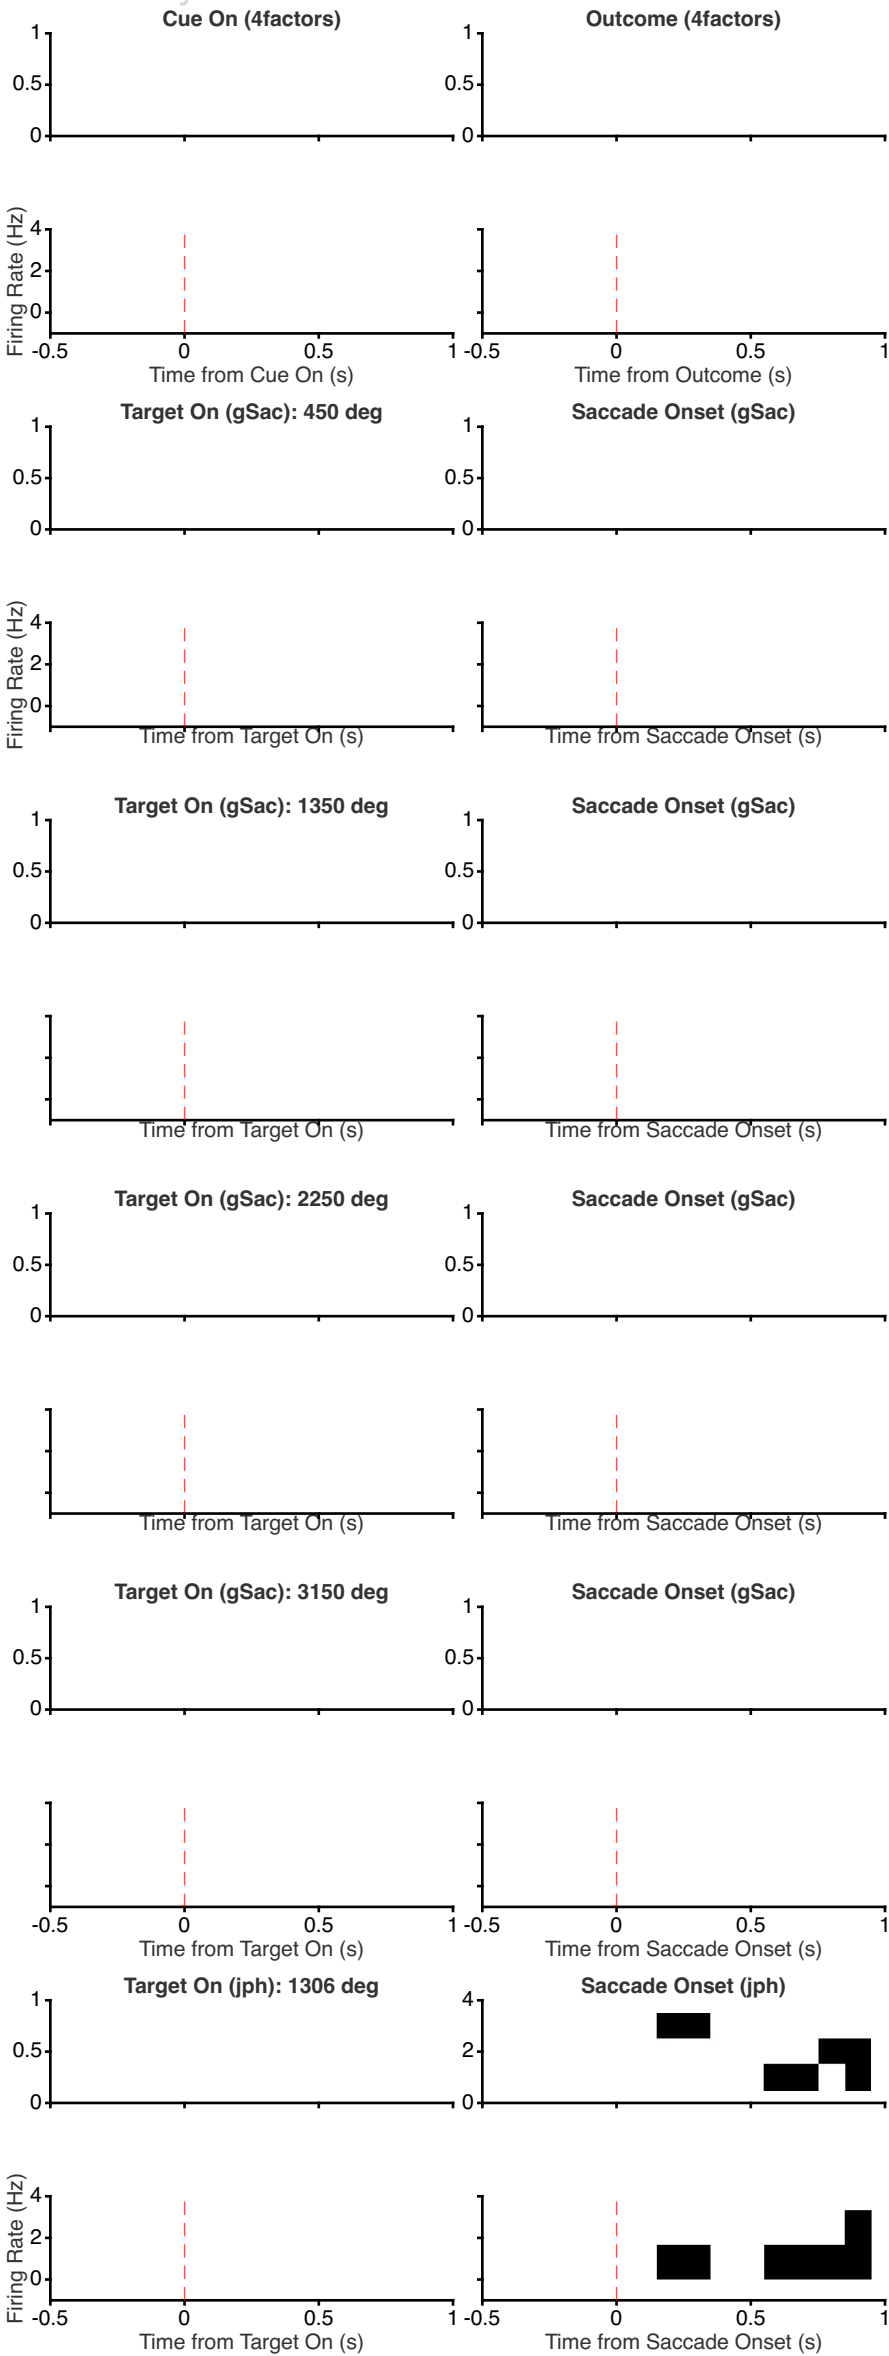 Cue On (4factors) Outcome (4factors)
1 1
0.5 0.5
0 0
Firing Rate (Hz)
4
2
0
-0.5 0 0.5 1 -0.5 0 0.5 1
Time from Cue On (s) Time from Outcome (s)
Target On (gSac): 450 deg Saccade Onset (gSac)
1 1
0.5 0.5
0 0
Firing Rate (Hz)
4
2
0
Time from Target On (s) Time from Saccade Onset (s)
Target On (gSac): 1350 deg Saccade Onset (gSac)
1 1
0.5 0.5
0 0
Time from Target On (s) Time from Saccade Onset (s)
Target On (gSac): 2250 deg Saccade Onset (gSac)
1 1
0.5 0.5
0 0
Time from Target On (s) Time from Saccade Onset (s)
Target On (gSac): 3150 deg Saccade Onset (gSac)
1 1
0.5 0.5
0 0
-0.5 0 0.5 1 -0.5 0 0.5 1
Time from Target On (s) Time from Saccade Onset (s)
Target On (jph): 1306 deg Saccade Onset (jph)
1 4
0.5 2
0 0
Firing Rate (Hz)
4
2
0
-0.5 0 0.5 1 -0.5 0 0.5 1
Time from Target On (s) Time from Saccade Onset (s)